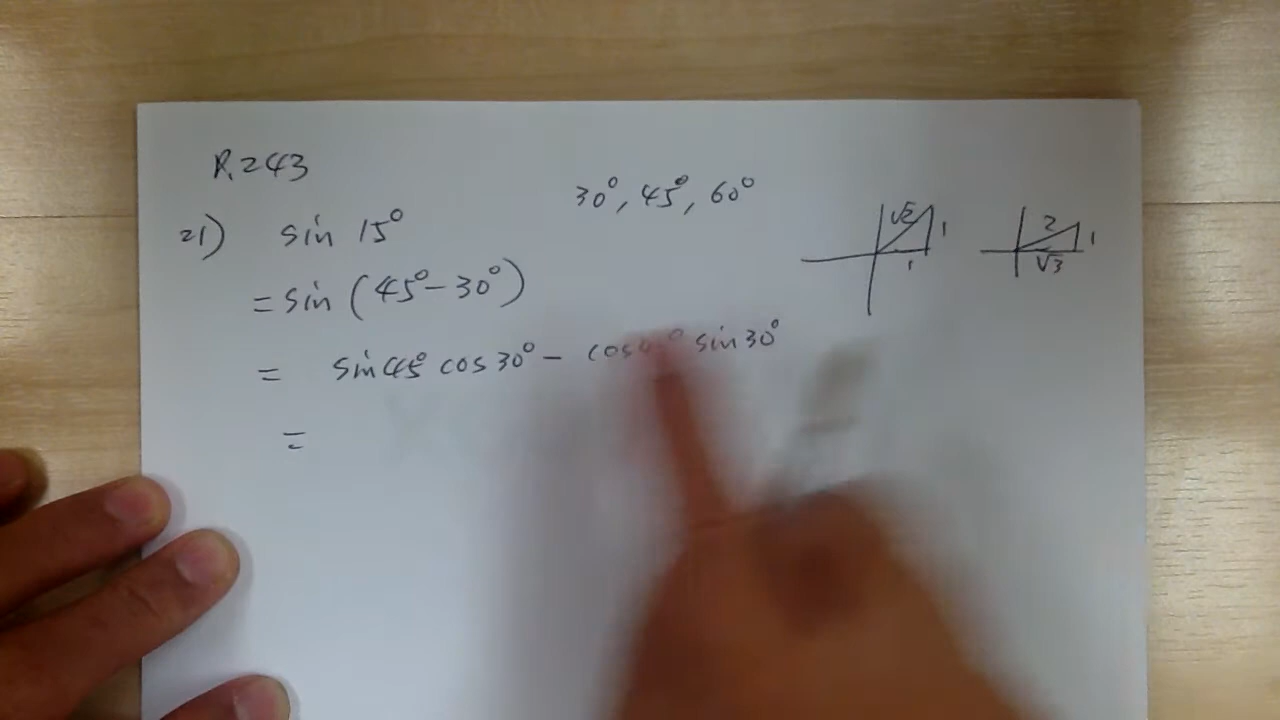 P.243
30°, 45°, 60°
21) sin 15°
= sin (45° - 30°)
= sin 45° cos 30° - cos ° sin 30°
=
√2 1 1
2 1 √3